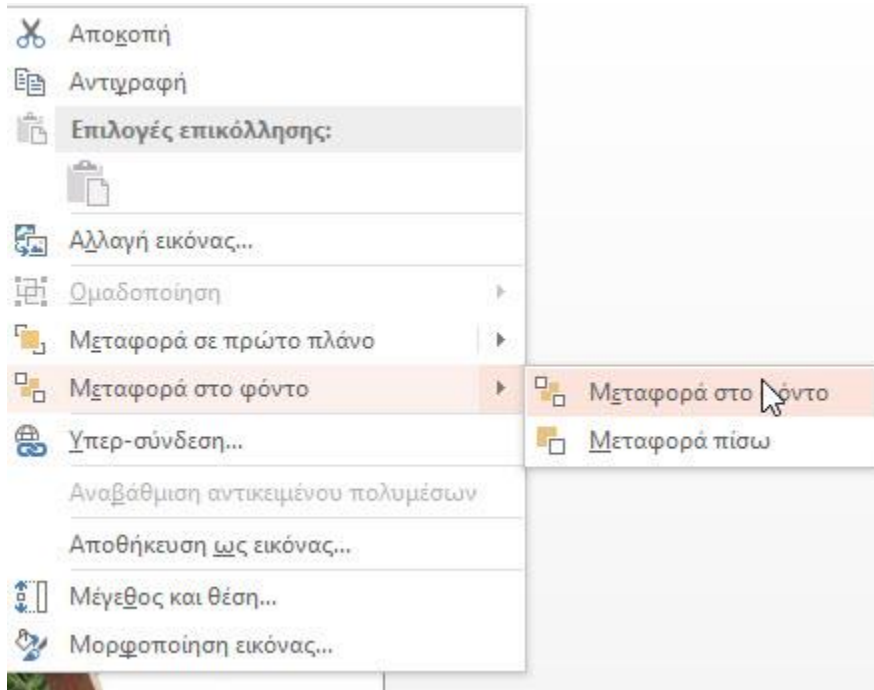 Αποκοπή
Αντιγραφή
Επιλογές επικόλλησης:
Αλλαγή εικόνας...
Ομαδοποίηση
Μεταφορά σε πρώτο πλάνο
Μεταφορά στο φόντο
Μεταφορά στο φόντο
Μεταφορά πίσω
Υπερ-σύνδεση...
Αναβάθμιση αντικειμένου πολυμέσων
Αποθήκευση ως εικόνας...
Μέγεθος και θέση...
Μορφοποίηση εικόνας...